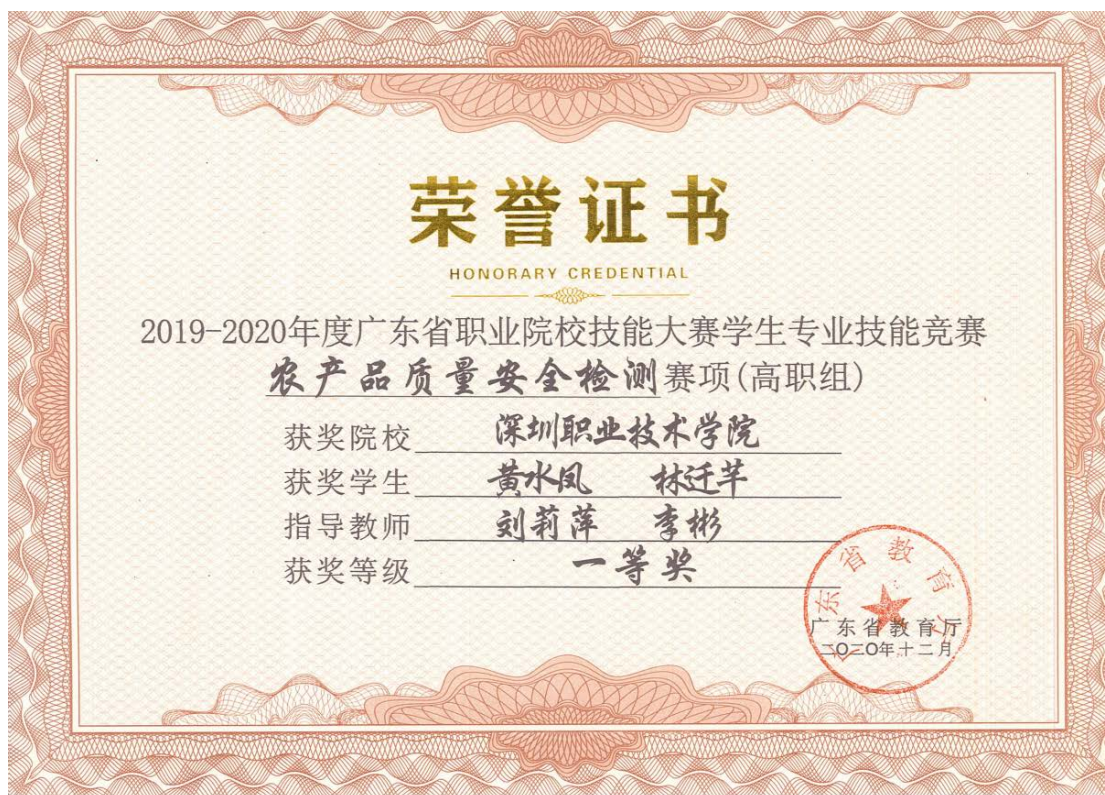 荣誉证书
HONORARY CREDENTIAL
2019-2020年度广东省职业院校技能大赛学生专业技能竞赛
农产品质量安全检测赛项(高职组)
获奖院校 深圳职业技术学院
获奖学生 黄水凤 林迁芊
指导教师 刘莉萍 李彬
获奖等级 一等奖
广东省教育厅
广东省教育厅
二〇二〇年十二月